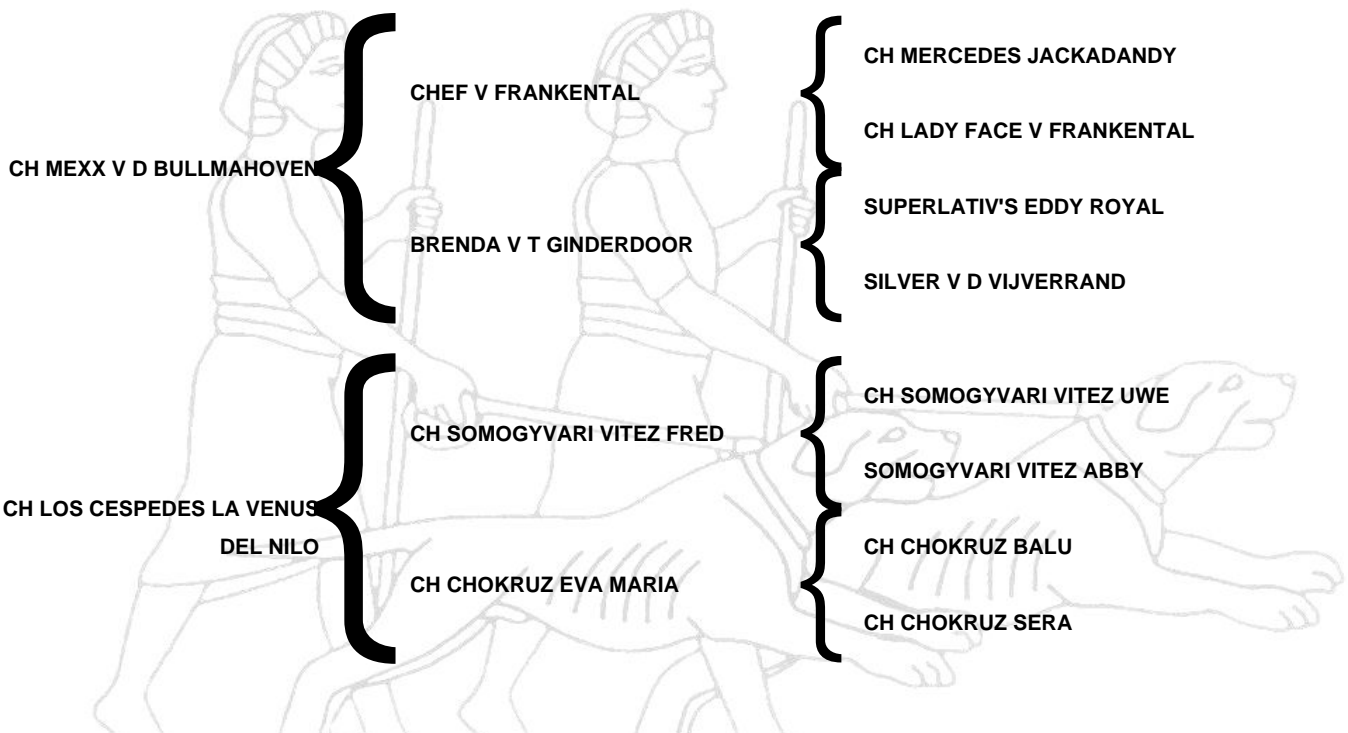 CH MERCEDES JACKADANDY
CHEF V FRANKENTAL
CH LADY FACE V FRANKENTAL
CH MEXX V D BULLMAHOVEN
SUPERLATIV'S EDDY ROYAL
BRENDA V T GINDERDOOR
SILVER V D VIJVERRAND
CH SOMOGYVARI VITEZ UWE
CH SOMOGYVARI VITEZ FRED
SOMOGYVARI VITEZ ABBY
CH LOS CESPEDES LA VENUS
DEL NILO
CH CHOKRUZ BALU
CH CHOKRUZ EVA MARIA
CH CHOKRUZ SERA